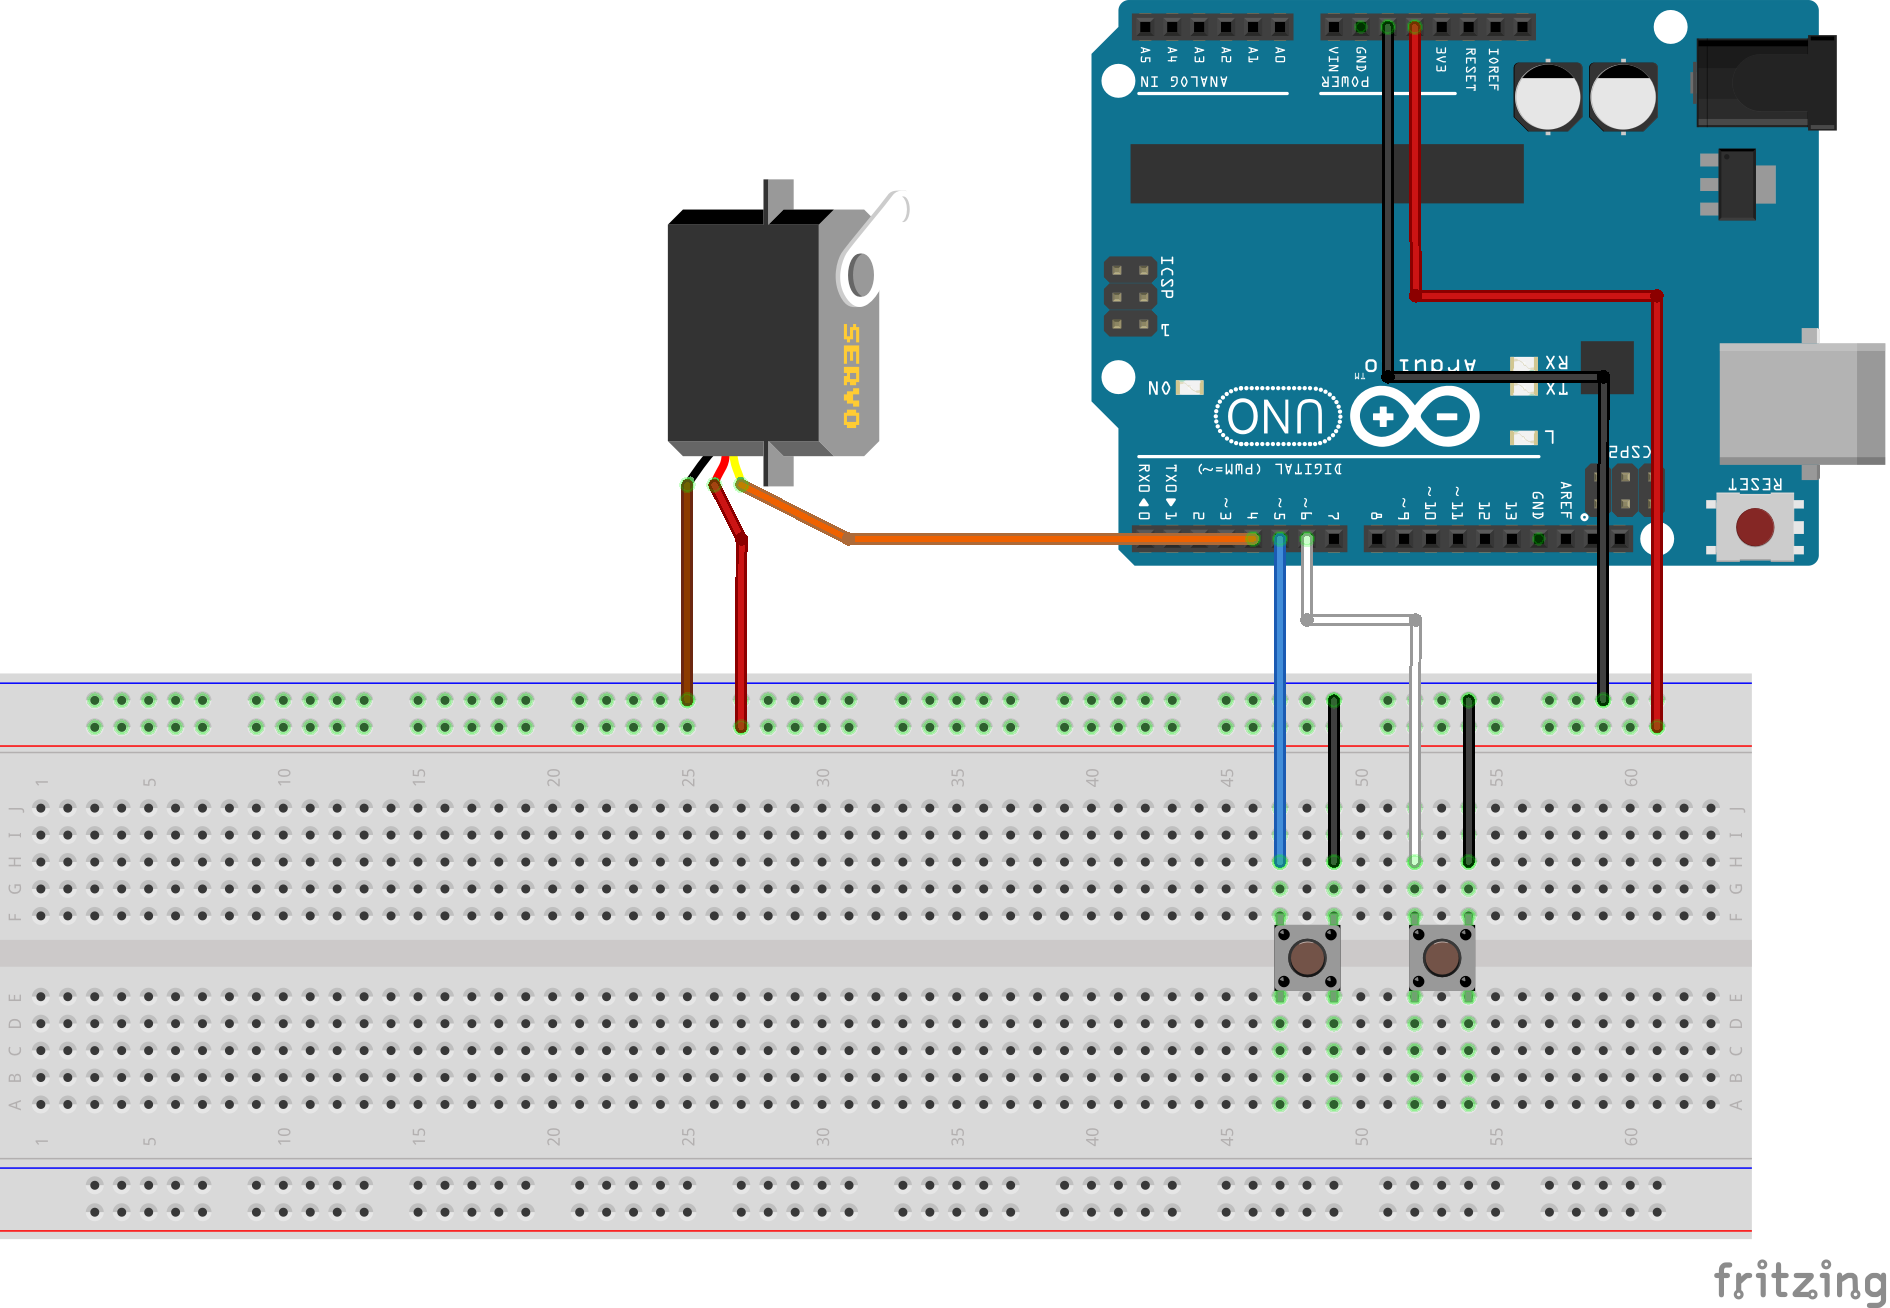 A5 A4 A3 A2 A1 A0
ANALOG IN
VIN GND 3V3 RESET IOREF
POWER
ICSP
1
SERVO
ON
UNO
RX
TX
L
RESET
DIGITAL (PWM=~)
RX0 0 TX0 1 2 ~3 4 ~5 ~6 7 8 ~9 ~10 ~11 12 13 GND AREF
1 5 10 15 20 25 30 35 40 45 50 55 60
J J
I I
H H
G G
F F
E E
D D
C C
B B
A A
1 5 10 15 20 25 30 35 40 45 50 55 60
fritzing